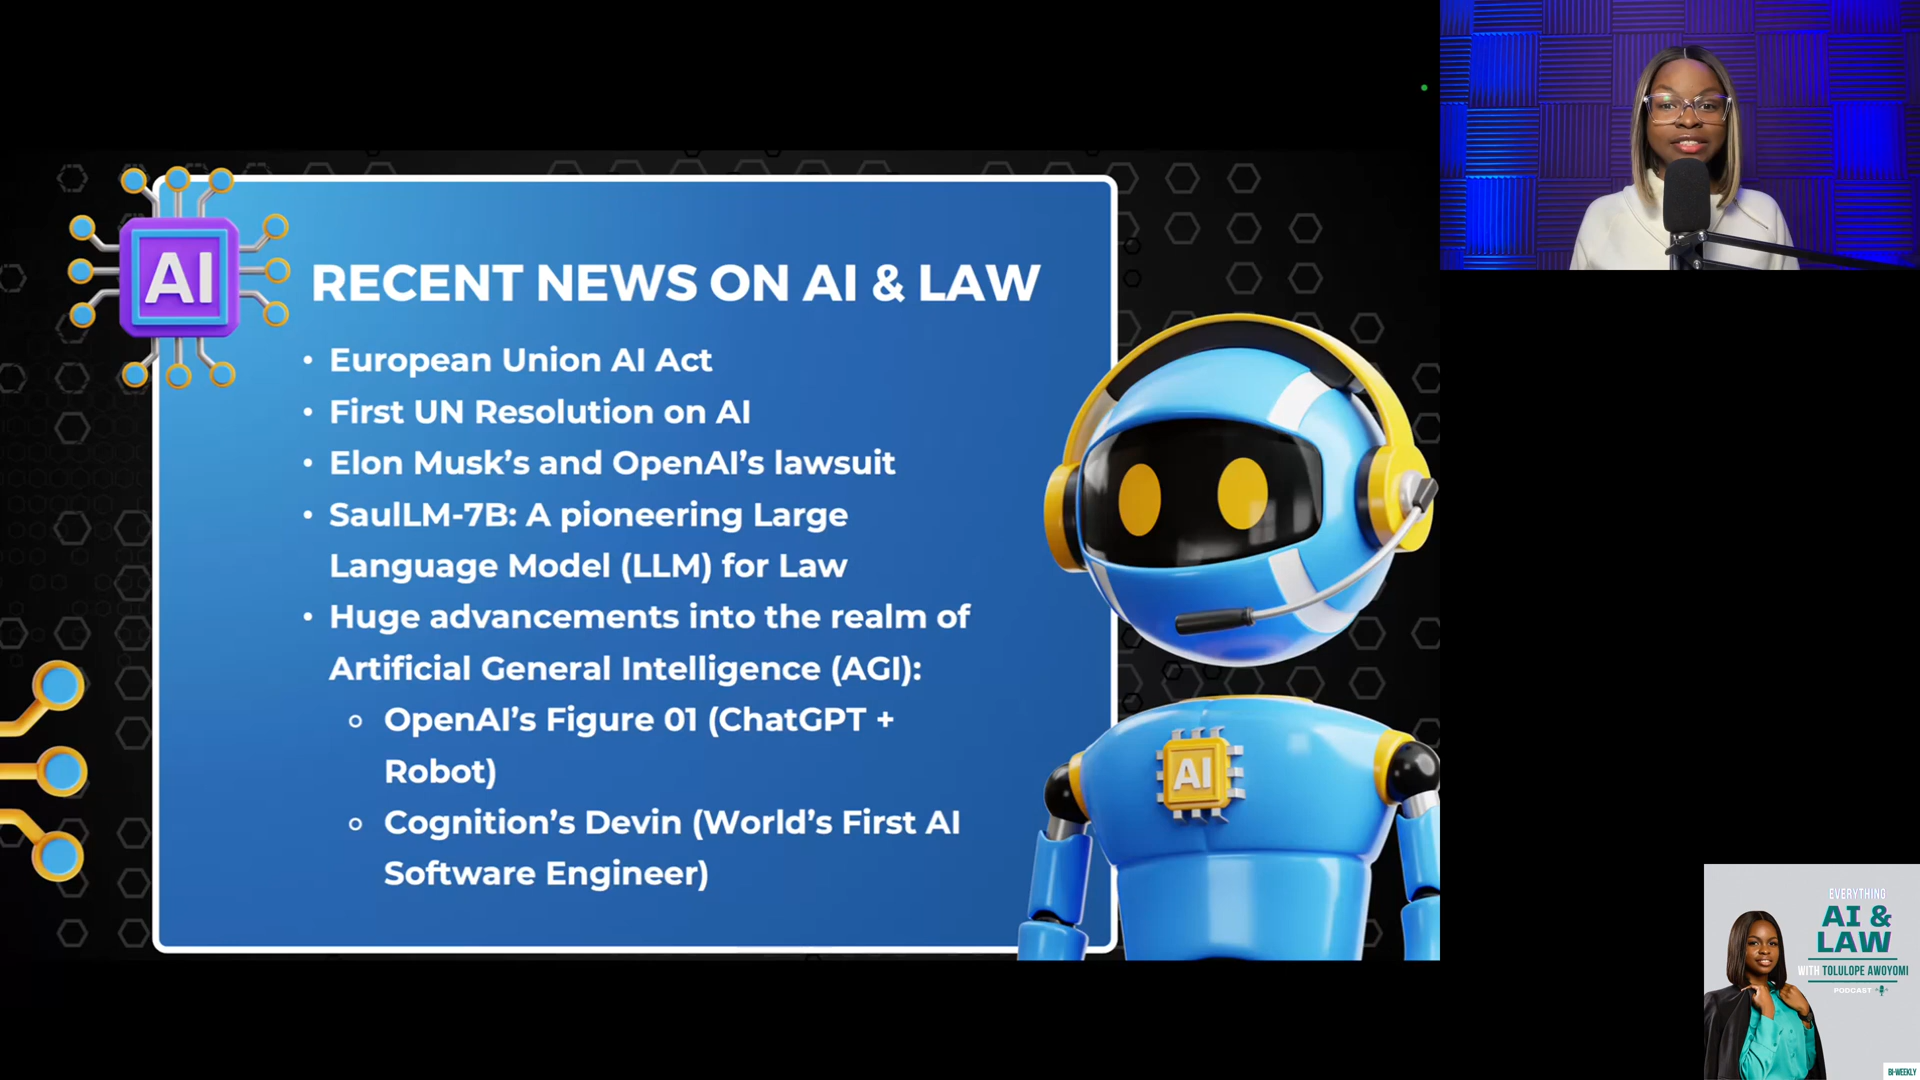 AI
RECENT NEWS ON AI & LAW
• European Union AI Act
• First UN Resolution on AI
• Elon Musk's and OpenAI's lawsuit
• SaulLM-7B: A pioneering Large
Language Model (LLM) for Law
• Huge advancements into the realm of
Artificial General Intelligence (AGI):
○ OpenAI's Figure 01 (ChatGPT +
Robot)
○ Cognition's Devin (World's First AI
Software Engineer)
AI
EVERYTHING
AI &
LAW
WITH TOLULOPE AWOYOMI
PODCAST
BI-WEEKLY